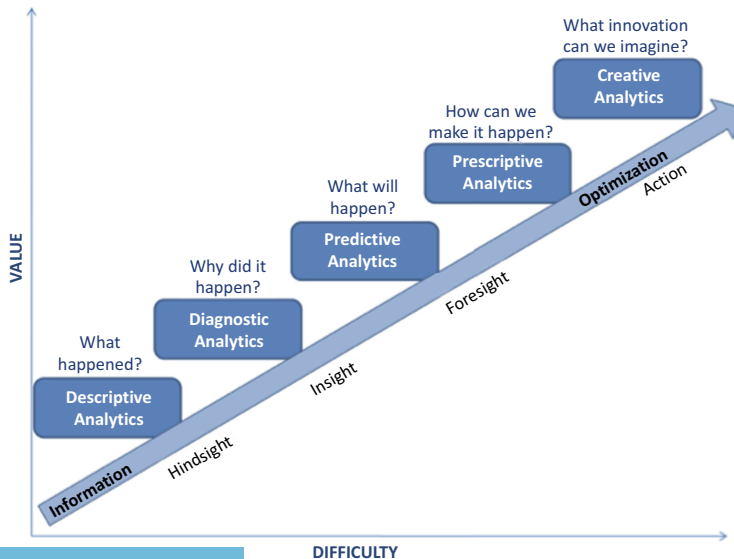 What innovation
can we imagine?
Creative
Analytics
How can we
make it happen?
Prescriptive
Analytics
Optimization
Action
What will
happen?
Predictive
Analytics
Foresight
Why did it
happen?
Diagnostic
Analytics
Insight
What
happened?
Descriptive
Analytics
Hindsight
Information
VALUE
DIFFICULTY